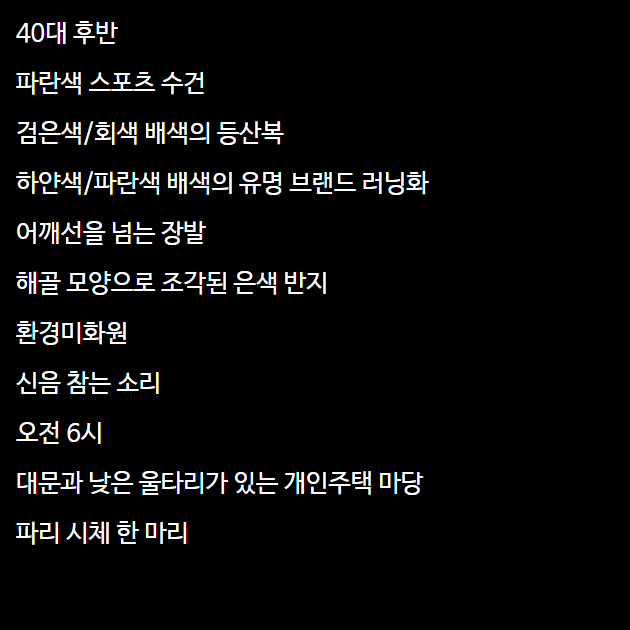 40대 후반
파란색 스포츠 수건
검은색/회색 배색의 등산복
하얀색/파란색 배색의 유명 브랜드 러닝화
어깨선을 넘는 장발
해골 모양으로 조각된 은색 반지
환경미화원
신음 참는 소리
오전 6시
대문과 낮은 울타리가 있는 개인주택 마당
파리 시체 한 마리